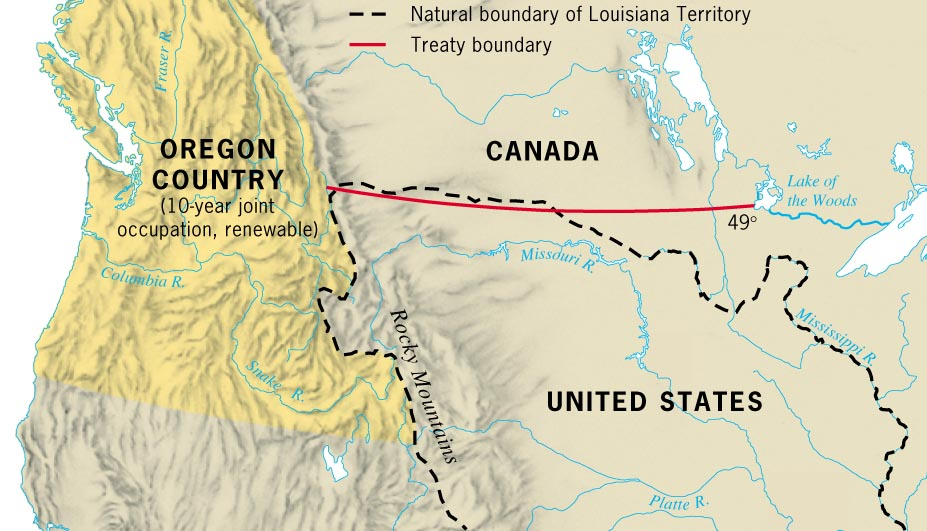 Natural boundary of Louisiana Territory
Treaty boundary
Fraser R.
OREGON
COUNTRY
(10-year joint
occupation, renewable)
CANADA
Lake of
the Woods
49°
Columbia R.
Missouri R.
Rocky Mountains
Mississippi R.
Snake R.
UNITED STATES
Platte R.